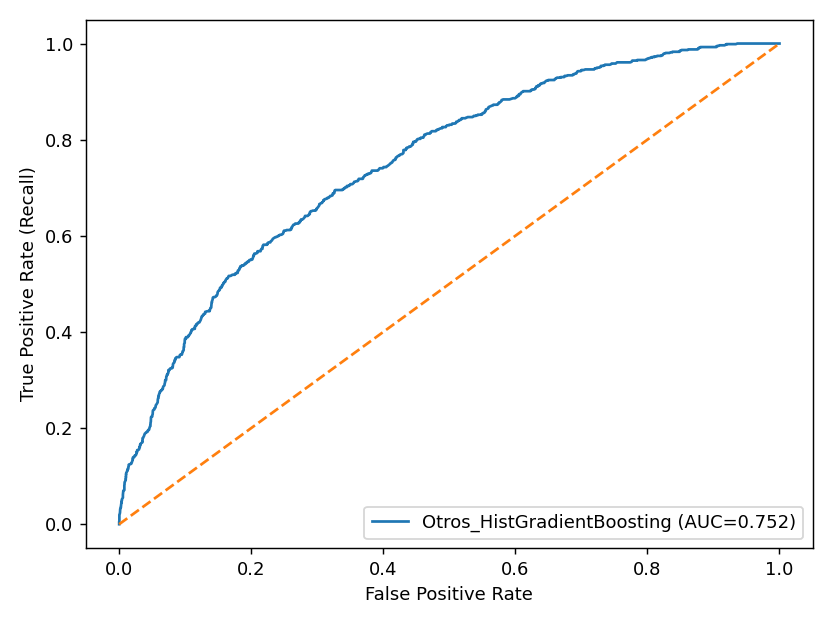 1.0
0.8
0.6
0.4
0.2
0.0
True Positive Rate (Recall)
Otros_HistGradientBoosting (AUC=0.752)
0.0 0.2 0.4 0.6 0.8 1.0
False Positive Rate